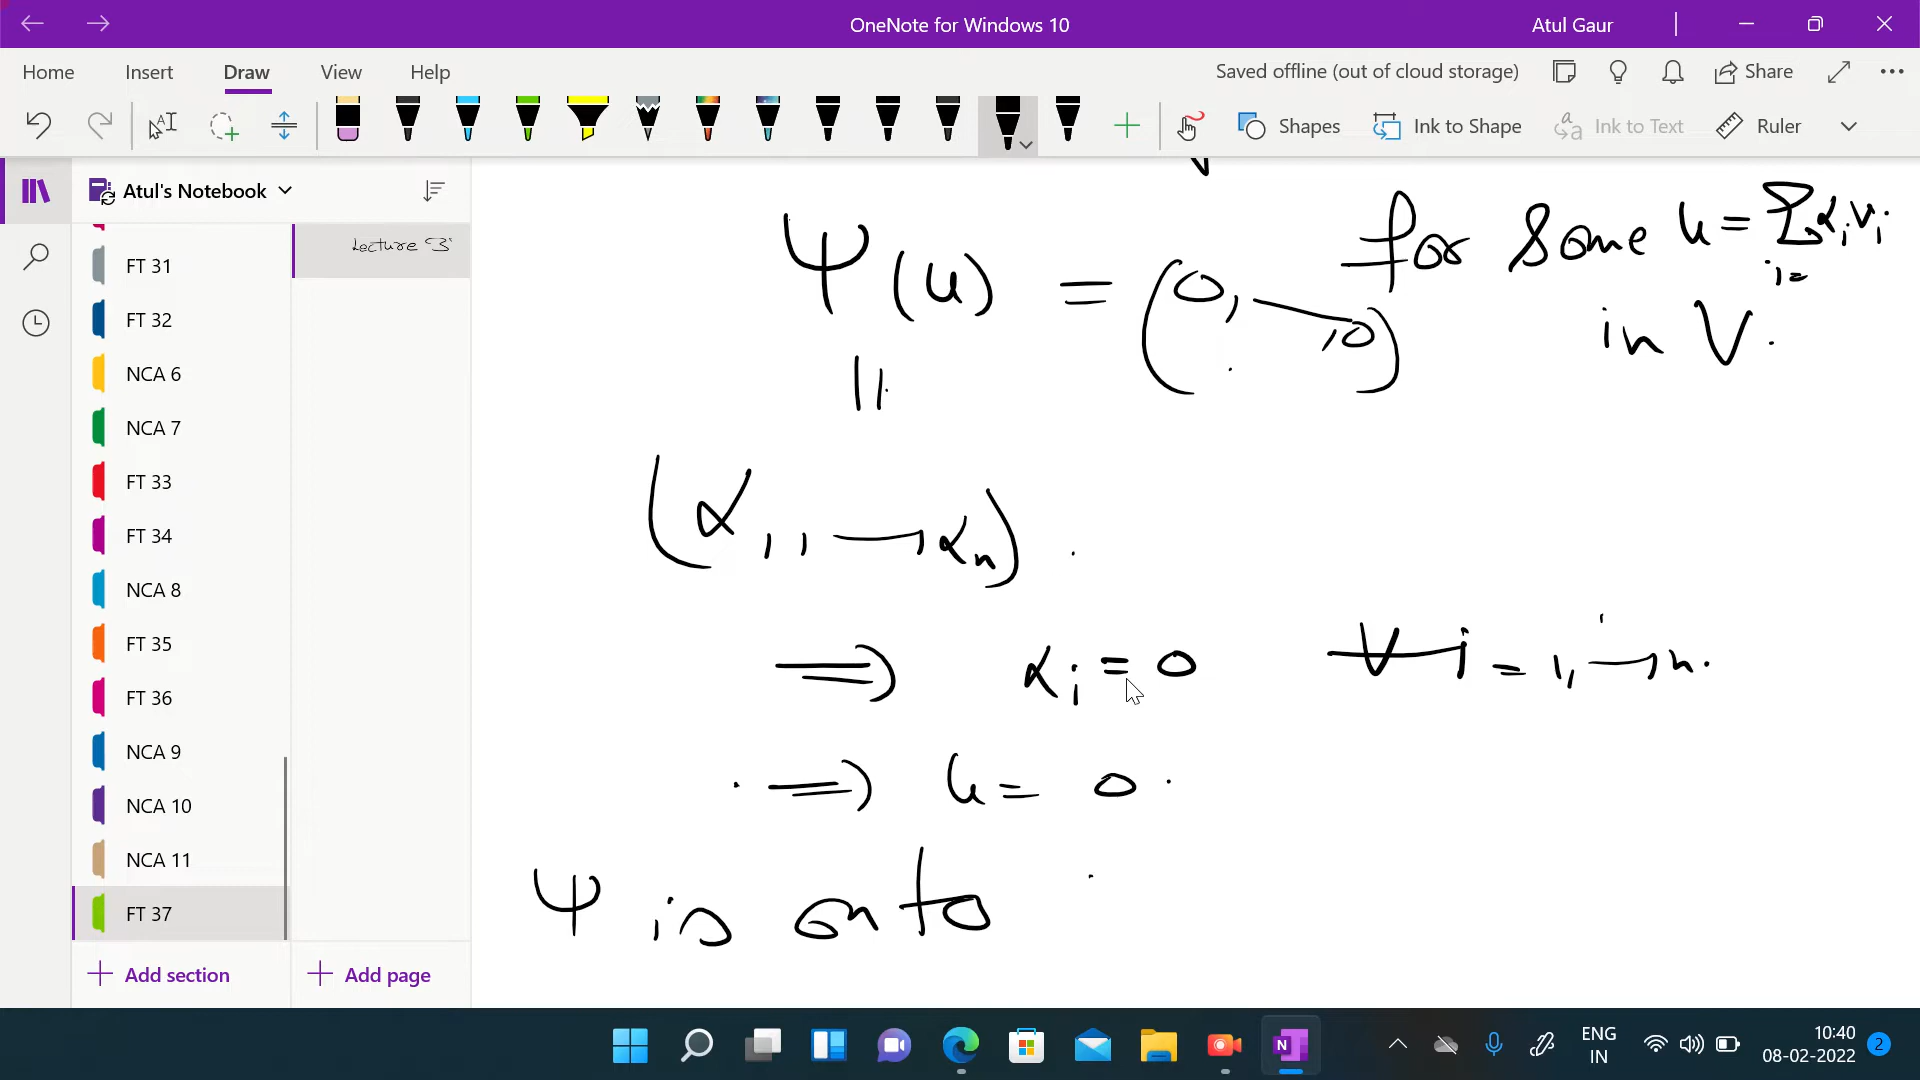 OneNote for Windows 10
Atul Gaur
Home Insert Draw View Help
Saved offline (out of cloud storage)
Share
Shapes
Ink to Shape
Ink to Text
Ruler
Atul's Notebook
FT 31
FT 32
NCA 6
NCA 7
FT 33
FT 34
NCA 8
FT 35
FT 36
NCA 9
NCA 10
NCA 11
FT 37
Add section
Add page
Ψ(u) = (0, — ,0) for some u = Σαᵢvᵢ
i=
in V.
||
(α₁, — αₙ).
⟹ αᵢ = 0 ∀ i = 1, — n.
⟹ u = 0.
Ψ is onto
ENG
IN
10:40
08-02-2022
2